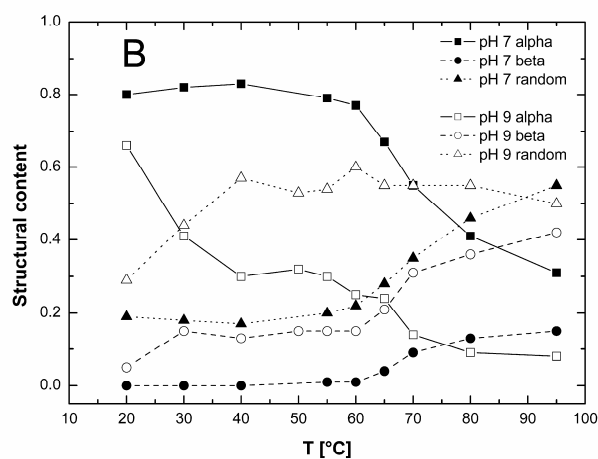 B
pH 7 alpha
pH 7 beta
pH 7 random
pH 9 alpha
pH 9 beta
pH 9 random
Structural content
1.0
0.8
0.6
0.4
0.2
0.0
10 20 30 40 50 60 70 80 90 100
T [°C]